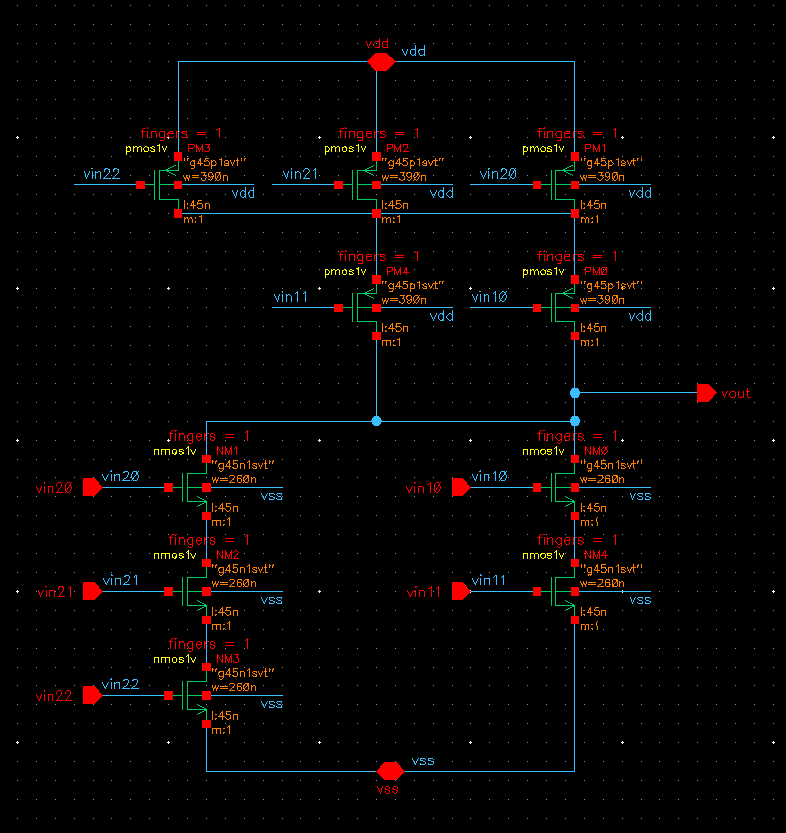 vdd
vdd
fingers = 1 fingers = 1 fingers = 1
pmos1v PM3 pmos1v PM2 pmos1v PM1
"g45p1svt" "g45p1svt" "g45p1svt"
vin22 w=390n vin21 w=390n vin20 w=390n
vdd vdd vdd
l:45n l:45n l:45n
m:1 m:1 m:1
fingers = 1 fingers = 1
pmos1v PM4 pmos1v PM0
"g45p1svt" "g45p1svt"
vin11 w=390n vin10 w=390n
vdd vdd
l:45n l:45n
m:1 m:1
vout
fingers = 1 fingers = 1
nmos1v NM1 nmos1v NM0
"g45n1svt" "g45n1svt"
vin20 vin20 w=260n vin10 vin10 w=260n
vss vss
l:45n l:45n
m:1 m:1
fingers = 1 fingers = 1
nmos1v NM2 nmos1v NM4
"g45n1svt" "g45n1svt"
vin21 vin21 w=260n vin11 vin11 w=260n
vss vss
l:45n l:45n
m:1 m:1
fingers = 1
nmos1v NM3
"g45n1svt"
vin22 vin22 w=260n
vss
l:45n
m:1
vss
vss